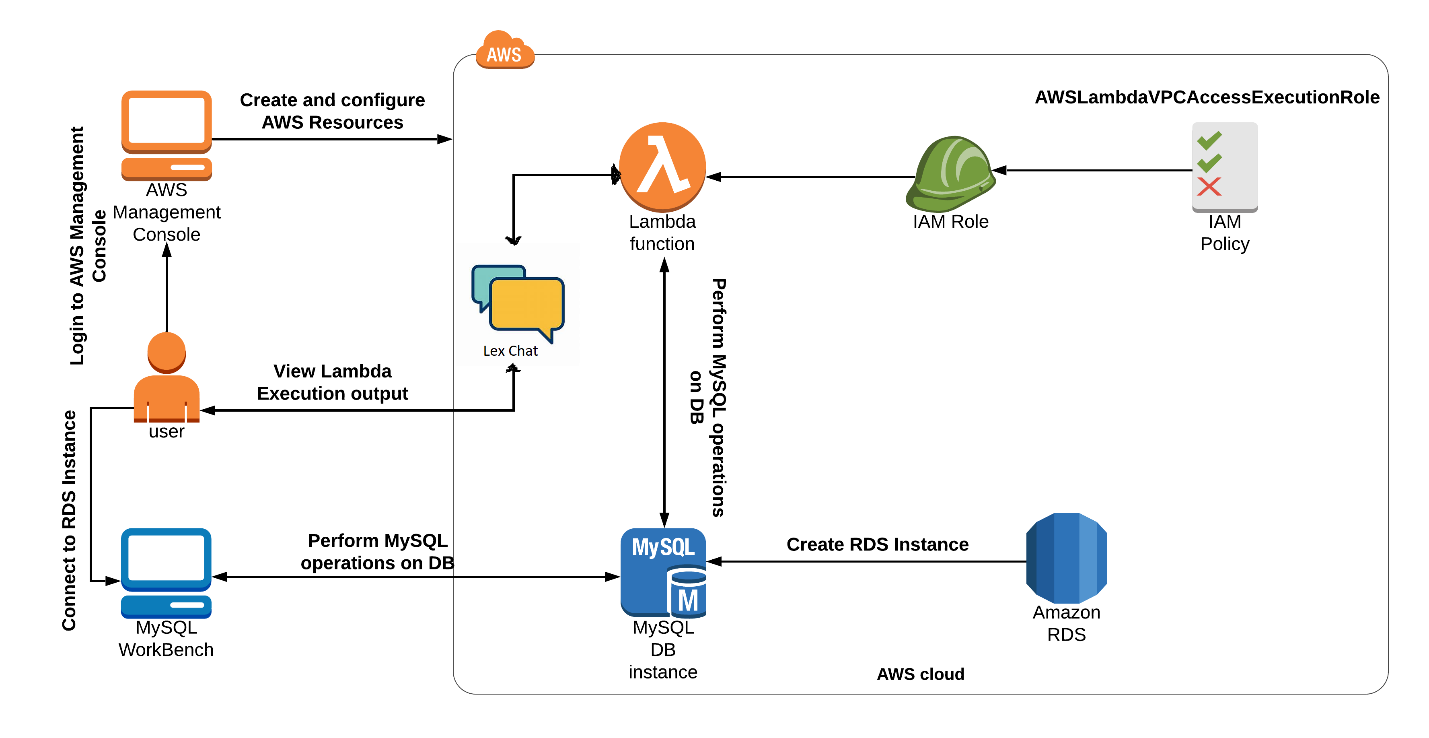 AWS
Create and configure
AWS Resources
AWSLambdaVPCAccessExecutionRole
AWS
Management
Console
Login to AWS Management
Console
Lambda
function
IAM Role
IAM
Policy
Lex Chat
View Lambda
Execution output
user
Perform MySQL operations
on DB
Connect to RDS Instance
Perform MySQL
operations on DB
MySQL
M
Create RDS Instance
MySQL
WorkBench
MySQL
DB
instance
Amazon
RDS
AWS cloud